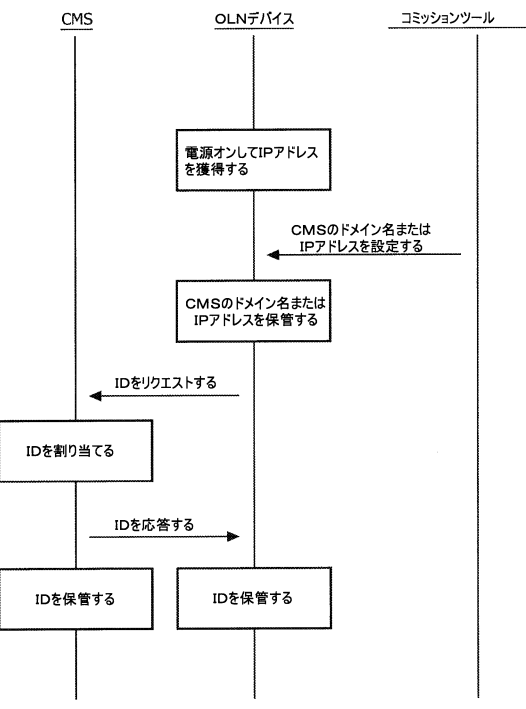 CMS
OLNデバイス
コミッションツール
電源オンしてIPアドレス
を獲得する
CMSのドメイン名または
IPアドレスを設定する
CMSのドメイン名または
IPアドレスを保管する
IDをリクエストする
IDを割り当てる
IDを応答する
IDを保管する
IDを保管する